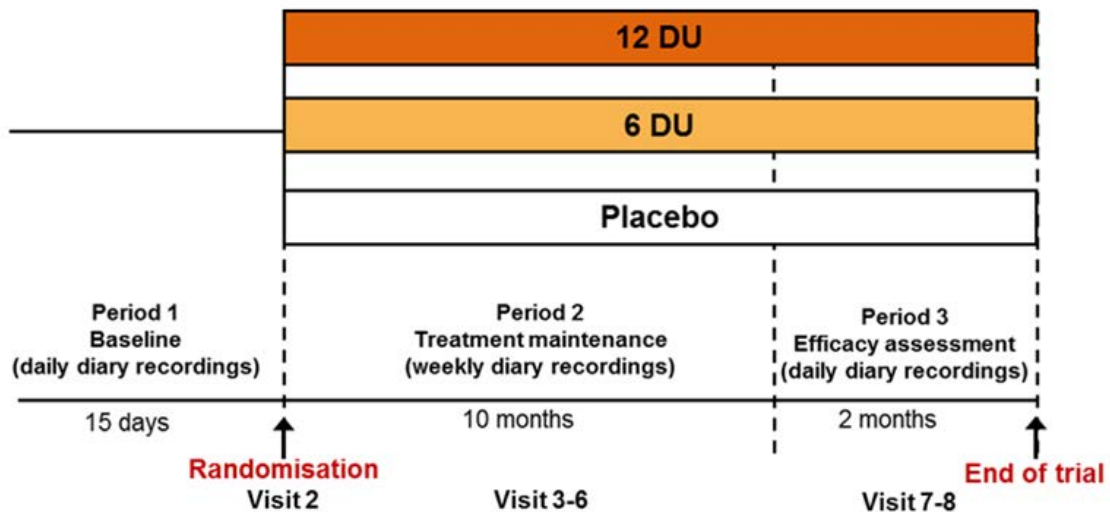 12 DU
6 DU
Placebo
Period 1
Baseline
(daily diary recordings)
Period 2
Treatment maintenance
(weekly diary recordings)
Period 3
Efficacy assessment
(daily diary recordings)
15 days
10 months
2 months
Randomisation
End of trial
Visit 2
Visit 3-6
Visit 7-8